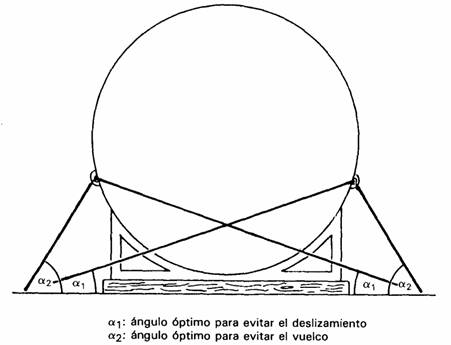 α₂ α₁ α₁ α₂
α₁: ángulo óptimo para evitar el deslizamiento
α₂: ángulo óptimo para evitar el vuelco